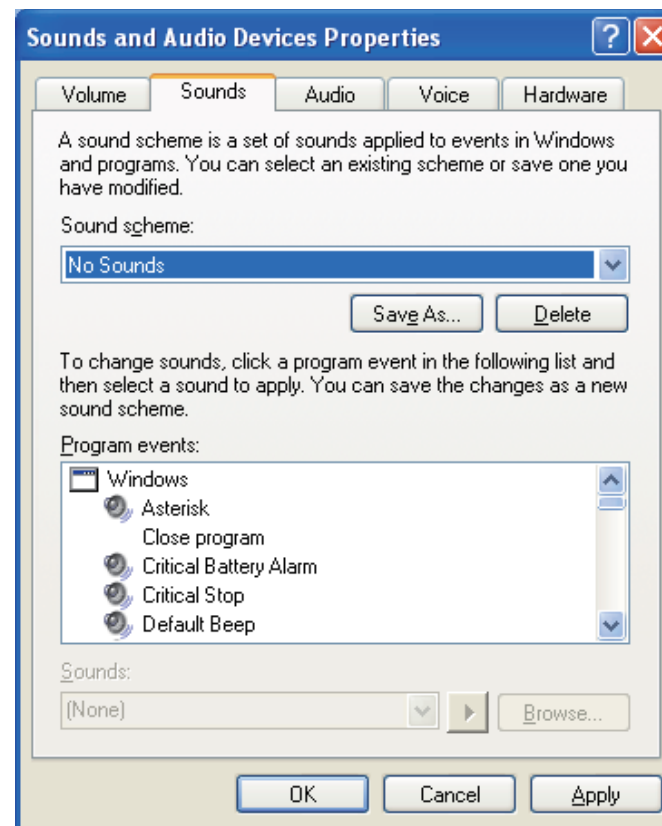 Sounds and Audio Devices Properties
Volume Sounds Audio Voice Hardware
A sound scheme is a set of sounds applied to events in Windows
and programs. You can select an existing scheme or save one you
have modified.
Sound scheme:
No Sounds
Save As... Delete
To change sounds, click a program event in the following list and
then select a sound to apply. You can save the changes as a new
sound scheme.
Program events:
Windows
Asterisk
Close program
Critical Battery Alarm
Critical Stop
Default Beep
Sounds:
(None) Browse...
OK Cancel Apply